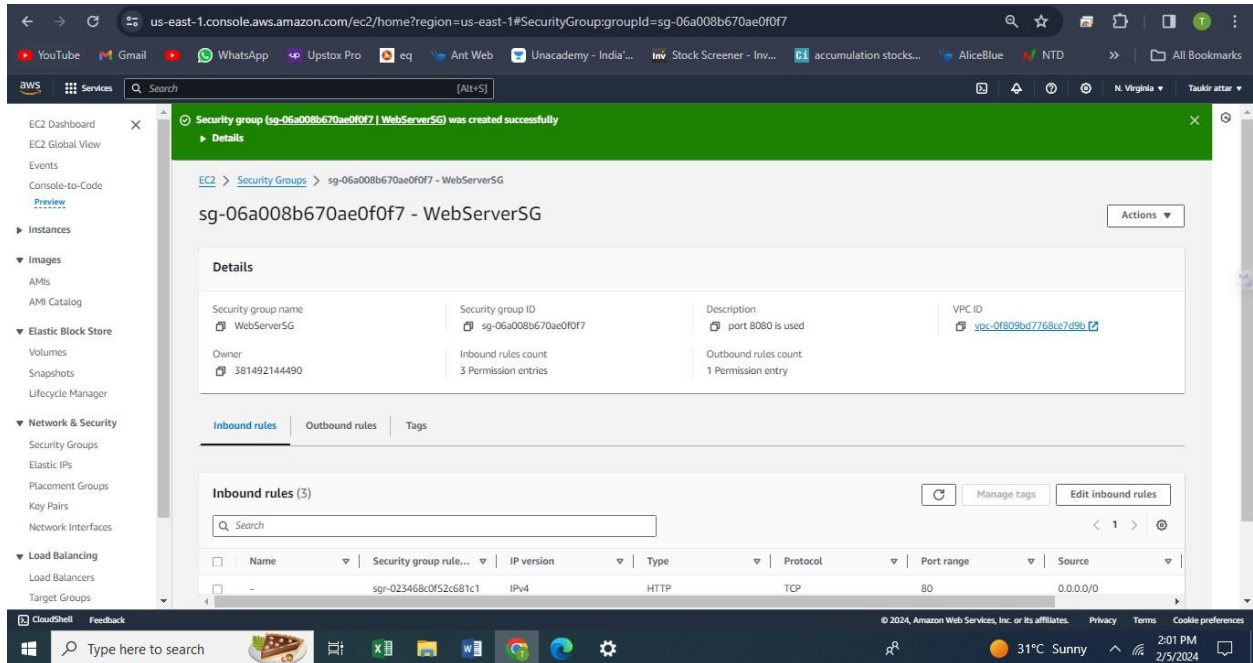 us-east-1.console.aws.amazon.com/ec2/home?region=us-east-1#SecurityGroup:groupId=sg-06a008b670ae0f0f7
T
YouTube Gmail WhatsApp Upstox Pro eq Ant Web Unacademy - India'... Stock Screener - Inv... accumulation stocks... AliceBlue NTD » All Bookmarks
aws Services Search [Alt+S] N. Virginia Taukir attar
EC2 Dashboard
EC2 Global View
Events
Console-to-Code
Preview
Instances
Images
AMIs
AMI Catalog
Elastic Block Store
Volumes
Snapshots
Lifecycle Manager
Network & Security
Security Groups
Elastic IPs
Placement Groups
Key Pairs
Network Interfaces
Load Balancing
Load Balancers
Target Groups
Security group (sg-06a008b670ae0f0f7 | WebServerSG) was created successfully
Details
EC2 > Security Groups > sg-06a008b670ae0f0f7 - WebServerSG
sg-06a008b670ae0f0f7 - WebServerSG
Actions
Details
Security group name
WebServerSG
Security group ID
sg-06a008b670ae0f0f7
Description
port 8080 is used
VPC ID
vpc-0f809bd7768ce7d9b
Owner
381492144490
Inbound rules count
3 Permission entries
Outbound rules count
1 Permission entry
Inbound rules Outbound rules Tags
Inbound rules (3)
Manage tags Edit inbound rules
Search
< 1 >
Name Security group rule... IP version Type Protocol Port range Source
– sgr-023468c0f52c681c1 IPv4 HTTP TCP 80 0.0.0.0/0
CloudShell Feedback © 2024, Amazon Web Services, Inc. or its affiliates. Privacy Terms Cookie preferences
Type here to search 31°C Sunny
2:01 PM
2/5/2024